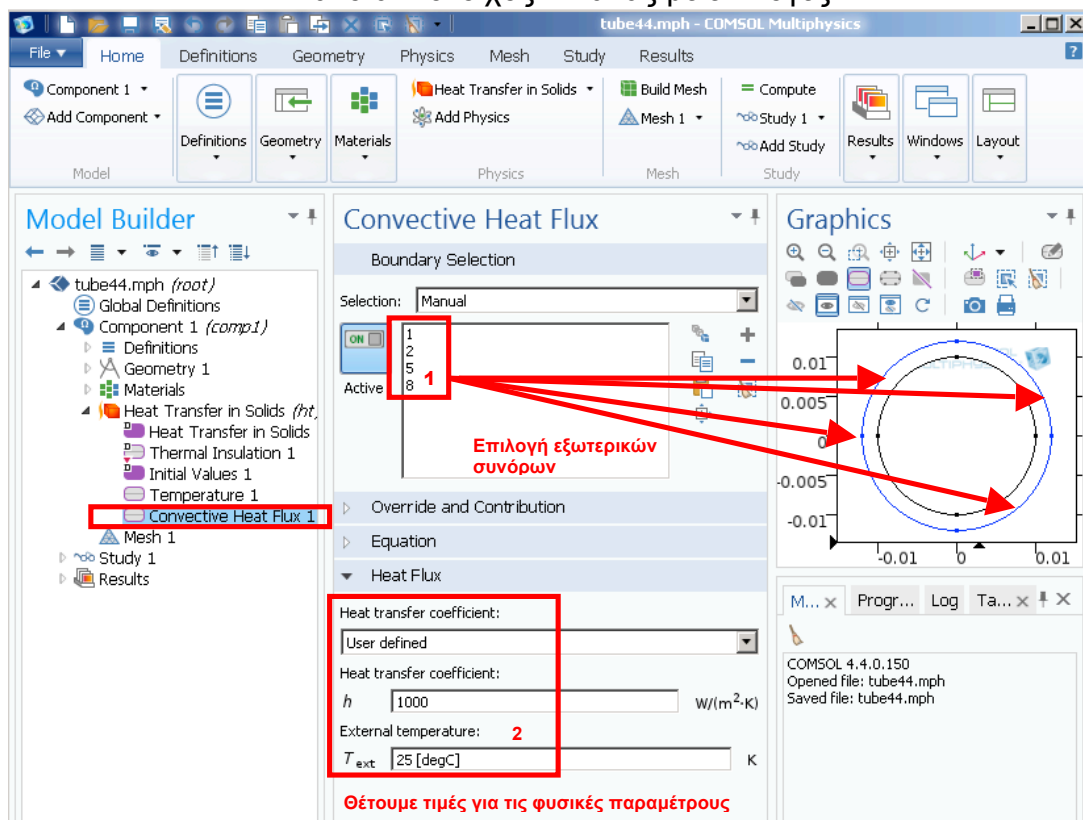 tube44.mph - COMSOL Multiphysics
File Home Definitions Geometry Physics Mesh Study Results
Component 1
Add Component
Model
Definitions
Geometry
Materials
Heat Transfer in Solids
Add Physics
Physics
Build Mesh
Mesh 1
Mesh
Compute
Study 1
Add Study
Study
Results
Windows
Layout
Model Builder
tube44.mph (root)
Global Definitions
Component 1 (comp1)
Definitions
Geometry 1
Materials
Heat Transfer in Solids (ht)
Heat Transfer in Solids
Thermal Insulation 1
Initial Values 1
Temperature 1
Convective Heat Flux 1
Mesh 1
Study 1
Results
Convective Heat Flux
Boundary Selection
Selection: Manual
ON
Active
1
2
5
8
1
Επιλογή εξωτερικών
συνόρων
Override and Contribution
Equation
Heat Flux
Heat transfer coefficient:
User defined
Heat transfer coefficient:
h 1000 W/(m²·K)
External temperature: 2
T ext 25[degC] K
Θέτουμε τιμές για τις φυσικές παραμέτρους
Graphics
0.01
0.005
0
-0.005
-0.01
-0.01 0 0.01
M... Progr... Log Ta...
COMSOL 4.4.0.150
Opened file: tube44.mph
Saved file: tube44.mph